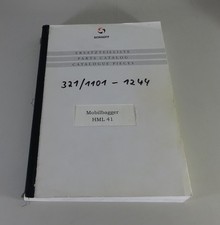 ERSATZTEILLISTE
PARTS CATALOG
CATALOGUE PIECES
321/1101 - 1244
Mobilbagger
HML 41